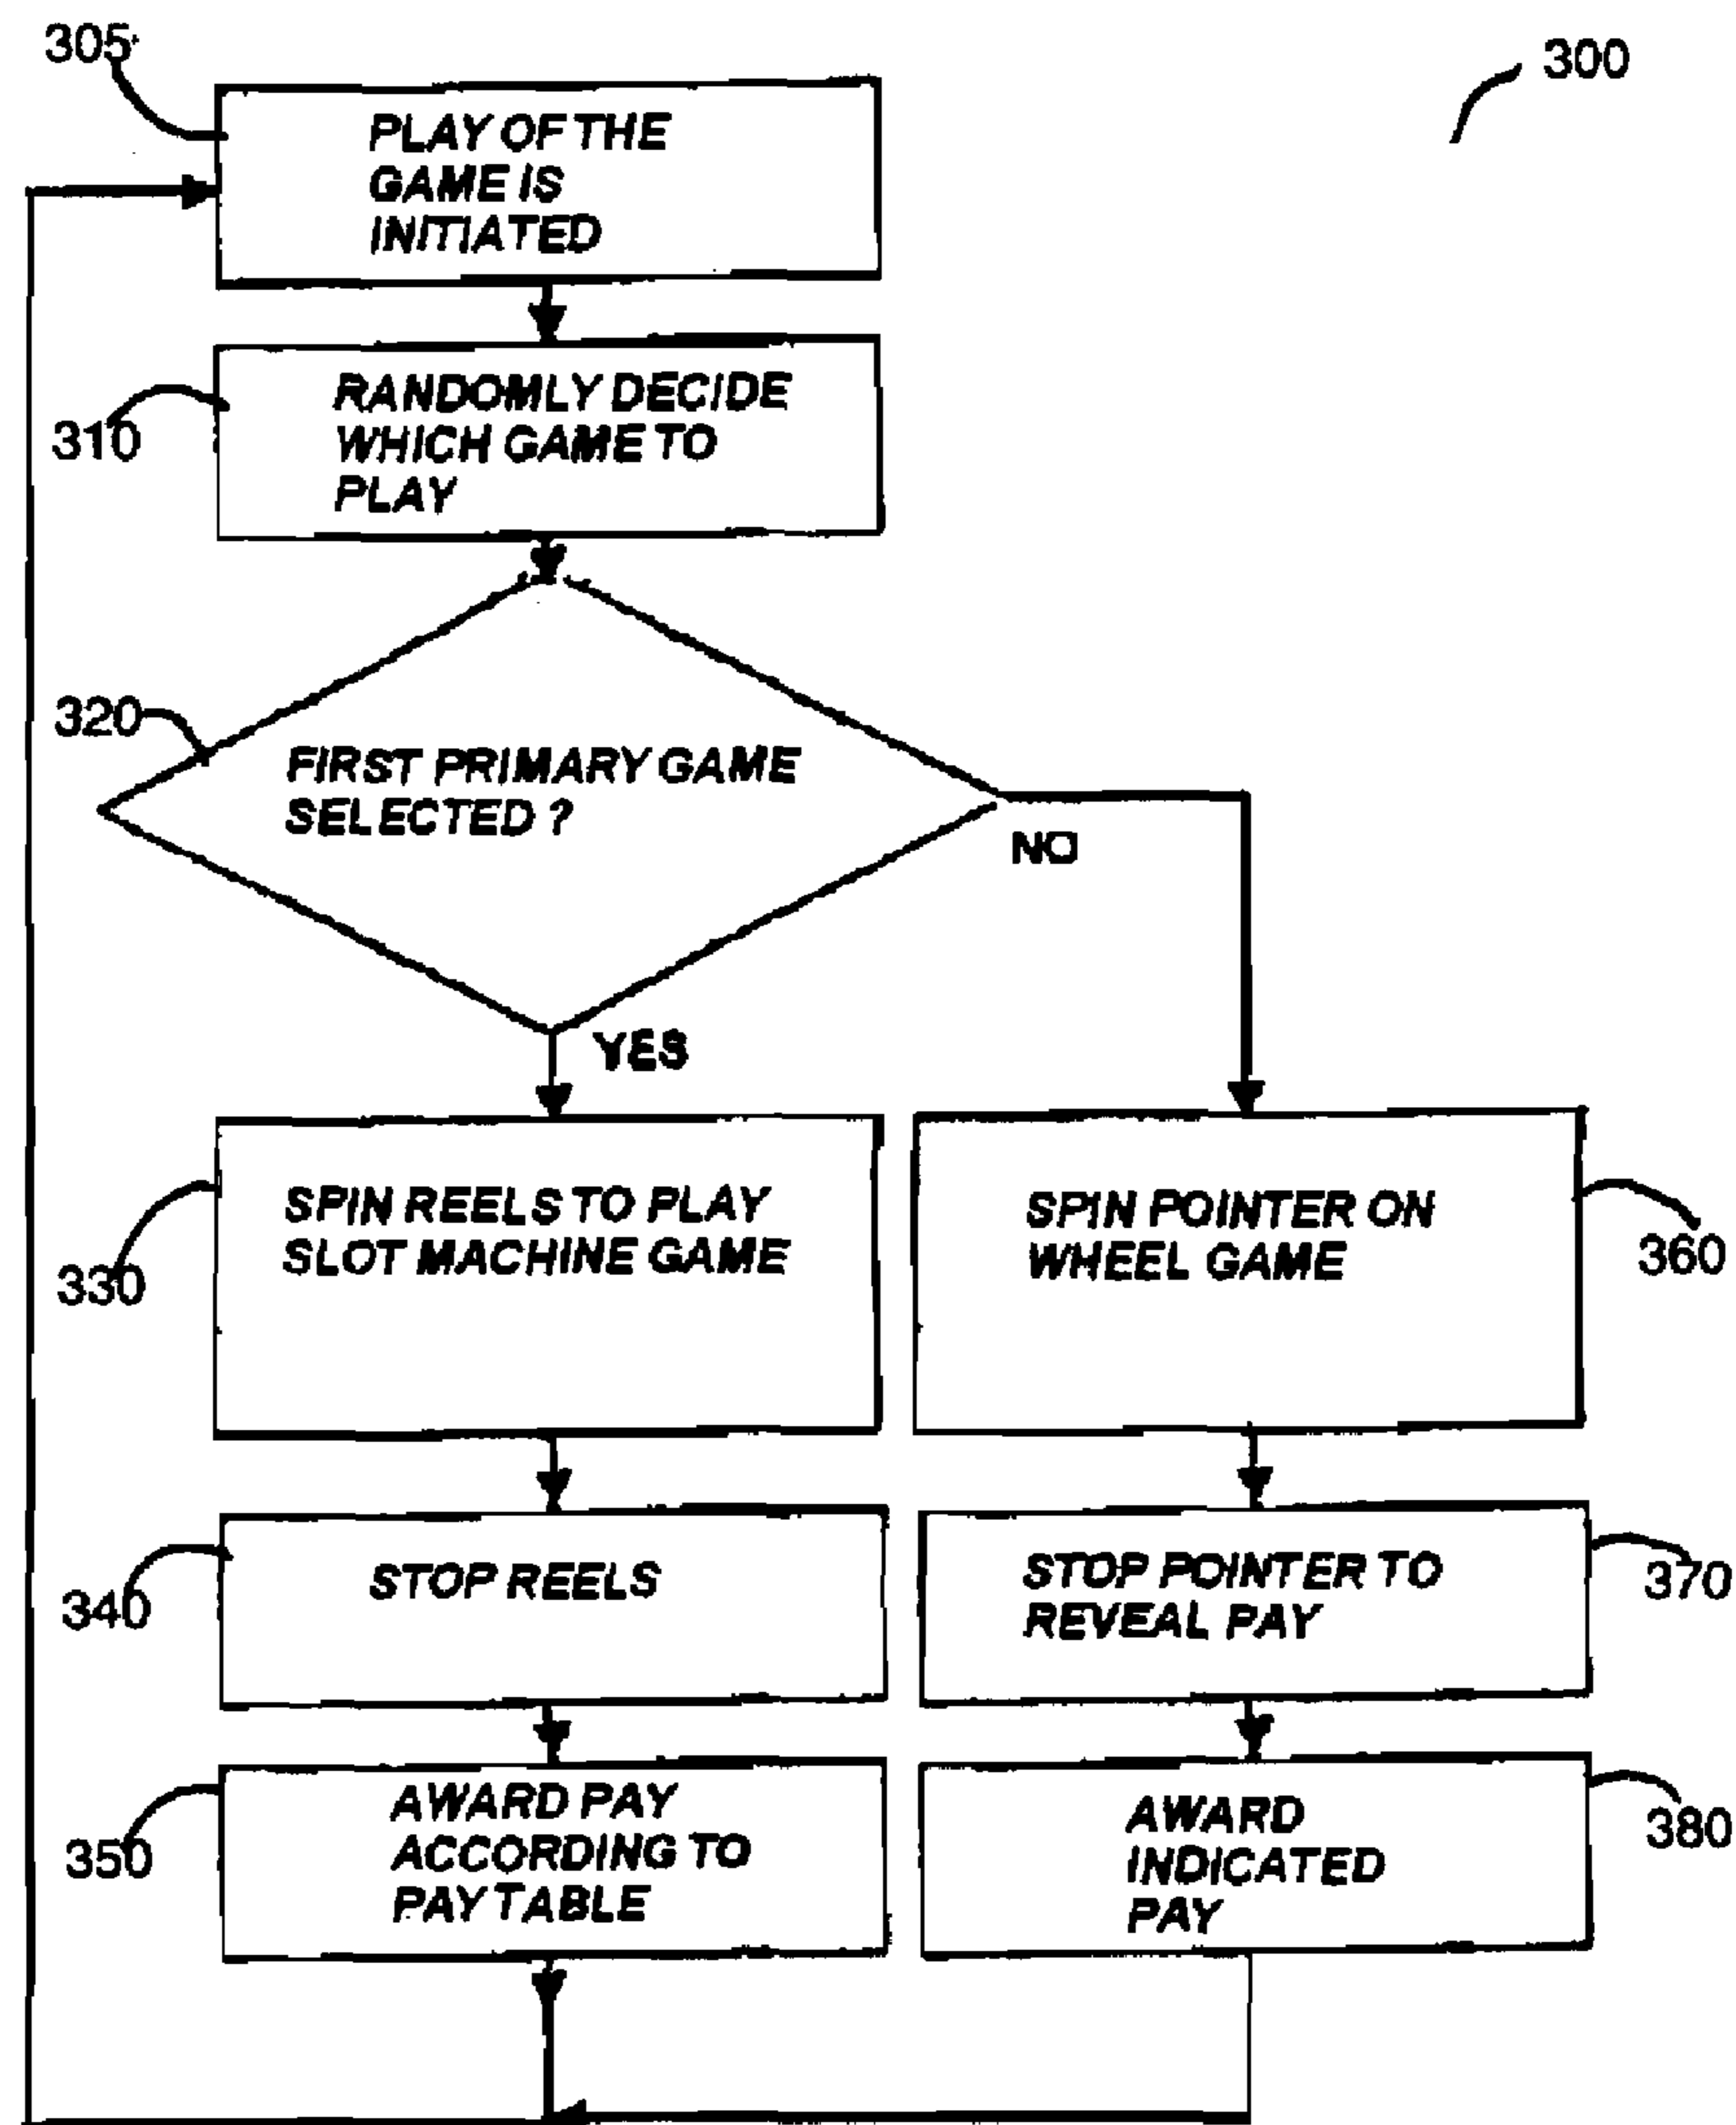 305
300
PLAY OF THE
GAME IS
INITIATED
310
RANDOMLY DECIDE
WHICH GAME TO
PLAY
320
FIRST PRIMARY GAME
SELECTED ?
NO
YES
330
SPIN REELS TO PLAY
SLOT MACHINE GAME
SPIN POINTER ON
WHEEL GAME
360
340
STOP REELS
STOP POINTER TO
REVEAL PAY
370
350
AWARD PAY
ACCORDING TO
PAYTABLE
AWARD
INDICATED
PAY
380